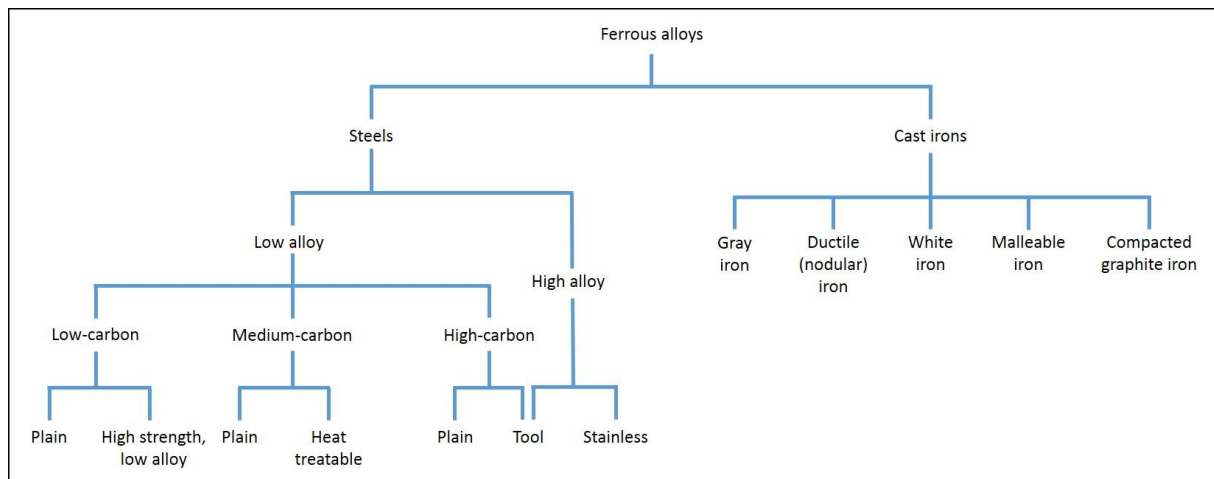 Ferrous alloys
Steels
Cast irons
Low alloy
High alloy
Gray
iron
Ductile
(nodular)
iron
White
iron
Malleable
iron
Compacted
graphite iron
Low-carbon
Medium-carbon
High-carbon
Plain
High strength,
low alloy
Plain
Heat
treatable
Plain
Tool
Stainless